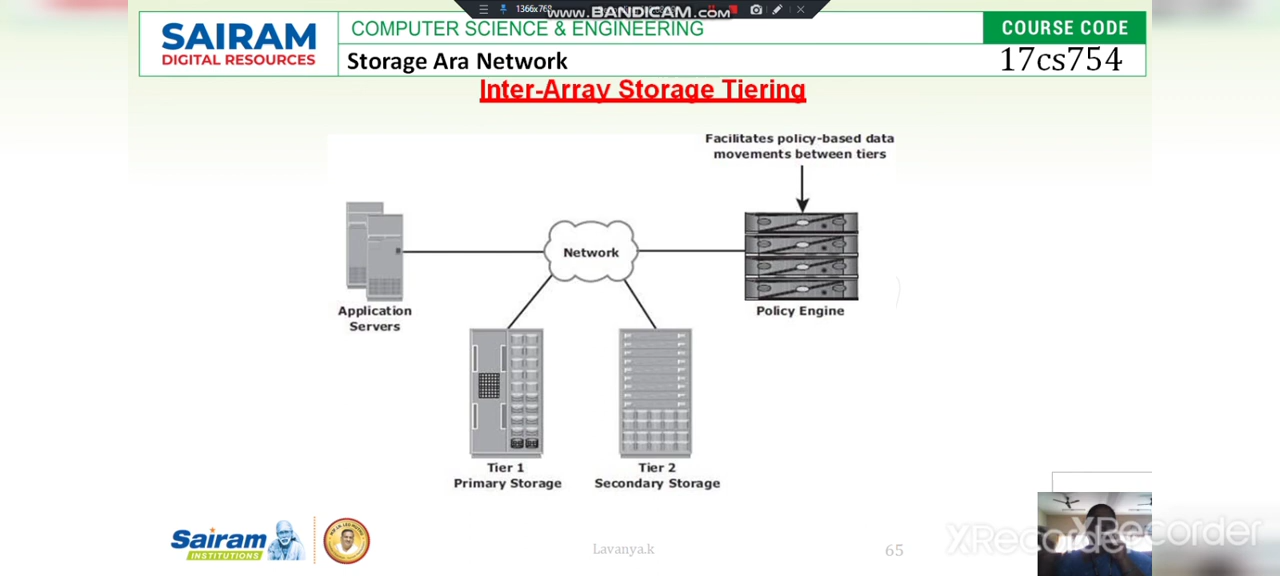 1366x768
www.BANDICAM.com
SAIRAM
DIGITAL RESOURCES
COMPUTER SCIENCE & ENGINEERING
COURSE CODE
Storage Ara Network
17cs754
Inter-Array Storage Tiering
Facilitates policy-based data
movements between tiers
Network
Application
Servers
Policy Engine
Tier 1
Primary Storage
Tier 2
Secondary Storage
Sairam
INSTITUTIONS
Lavanya.k
65
XRecorder
XRecorder